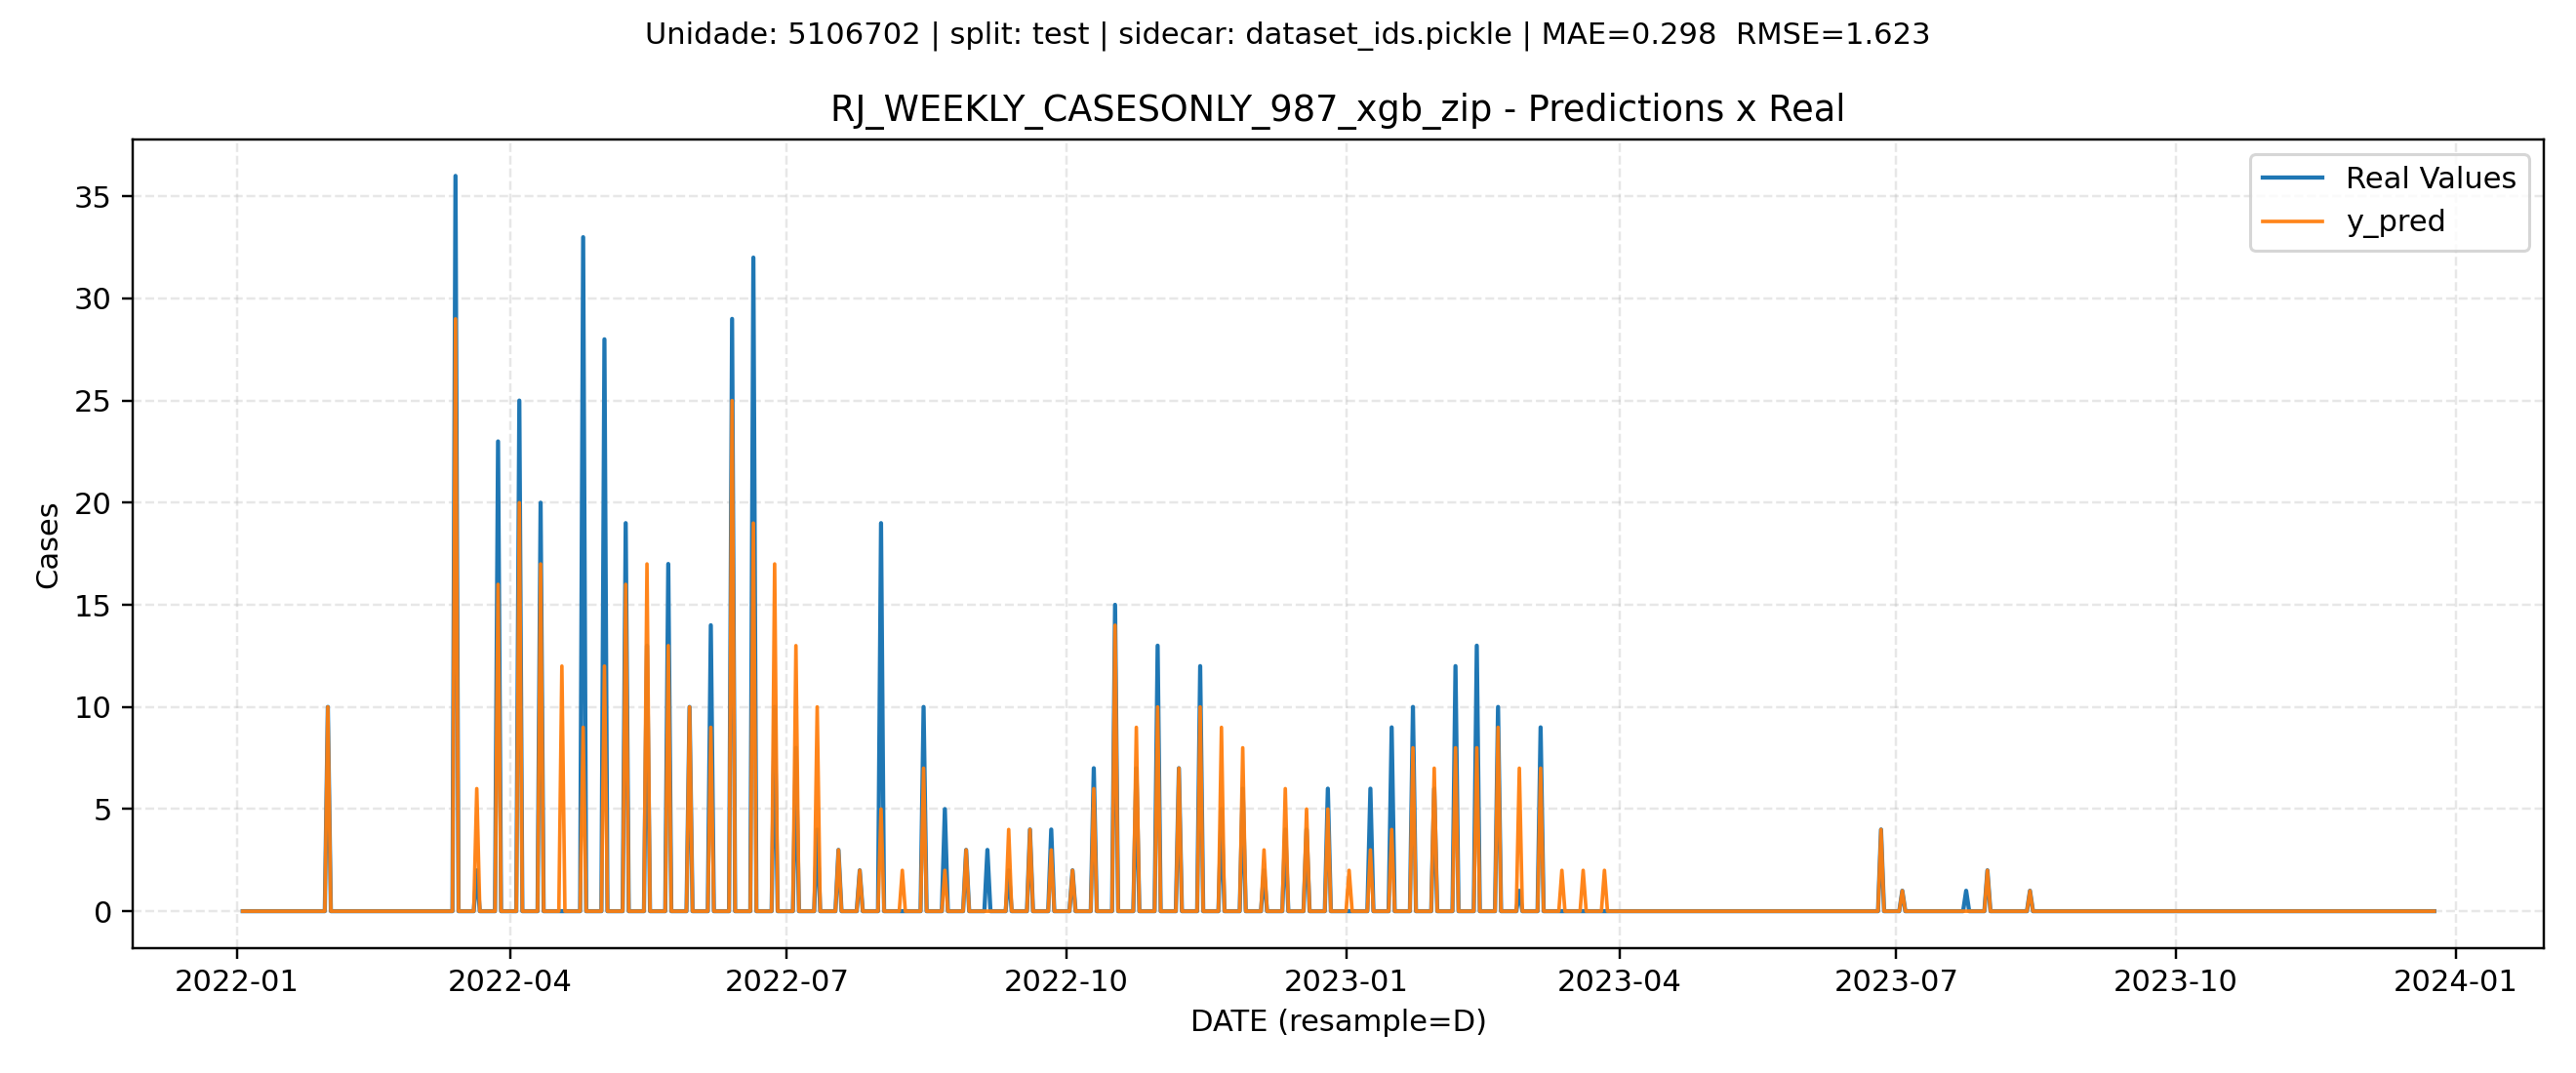 Unidade: 5106702 | split: test | sidecar: dataset_ids.pickle | MAE=0.298  RMSE=1.623
RJ_WEEKLY_CASESONLY_987_xgb_zip - Predictions x Real
Real Values
y_pred
Cases
35
30
25
20
15
10
5
0
2022-01 2022-04 2022-07 2022-10 2023-01 2023-04 2023-07 2023-10 2024-01
DATE (resample=D)